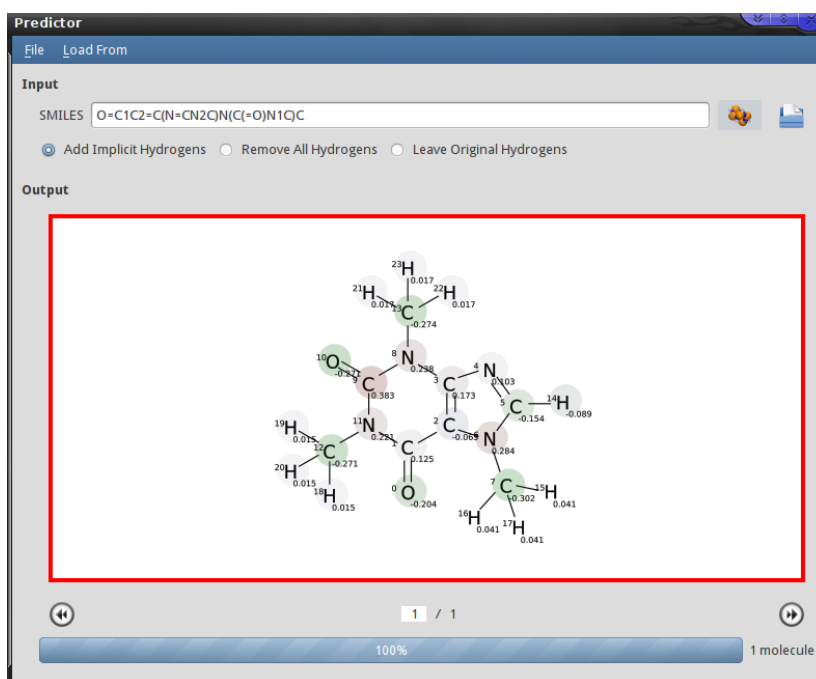 Predictor
File Load From
Input
SMILES O=C1C2=C(N=CN2C)N(C(=O)N1C)C
Add Implicit Hydrogens Remove All Hydrogens Leave Original Hydrogens
Output
23 H 0.017
21 H 0.017 22 H 0.017
13 C -0.274
10 O -0.271 8 N 0.238 4 N 0.103
9 C 0.383 3 C 0.173
5 C -0.154 14 H -0.089
19 H 0.015 11 N 0.221 2 C -0.069 6 N 0.284
12 C -0.271 1 C 0.125
20 H 0.015
18 H 0.015 0 O -0.204 7 C -0.302 15 H 0.041
16 H 0.041 17 H 0.041
1 / 1
100% 1 molecule